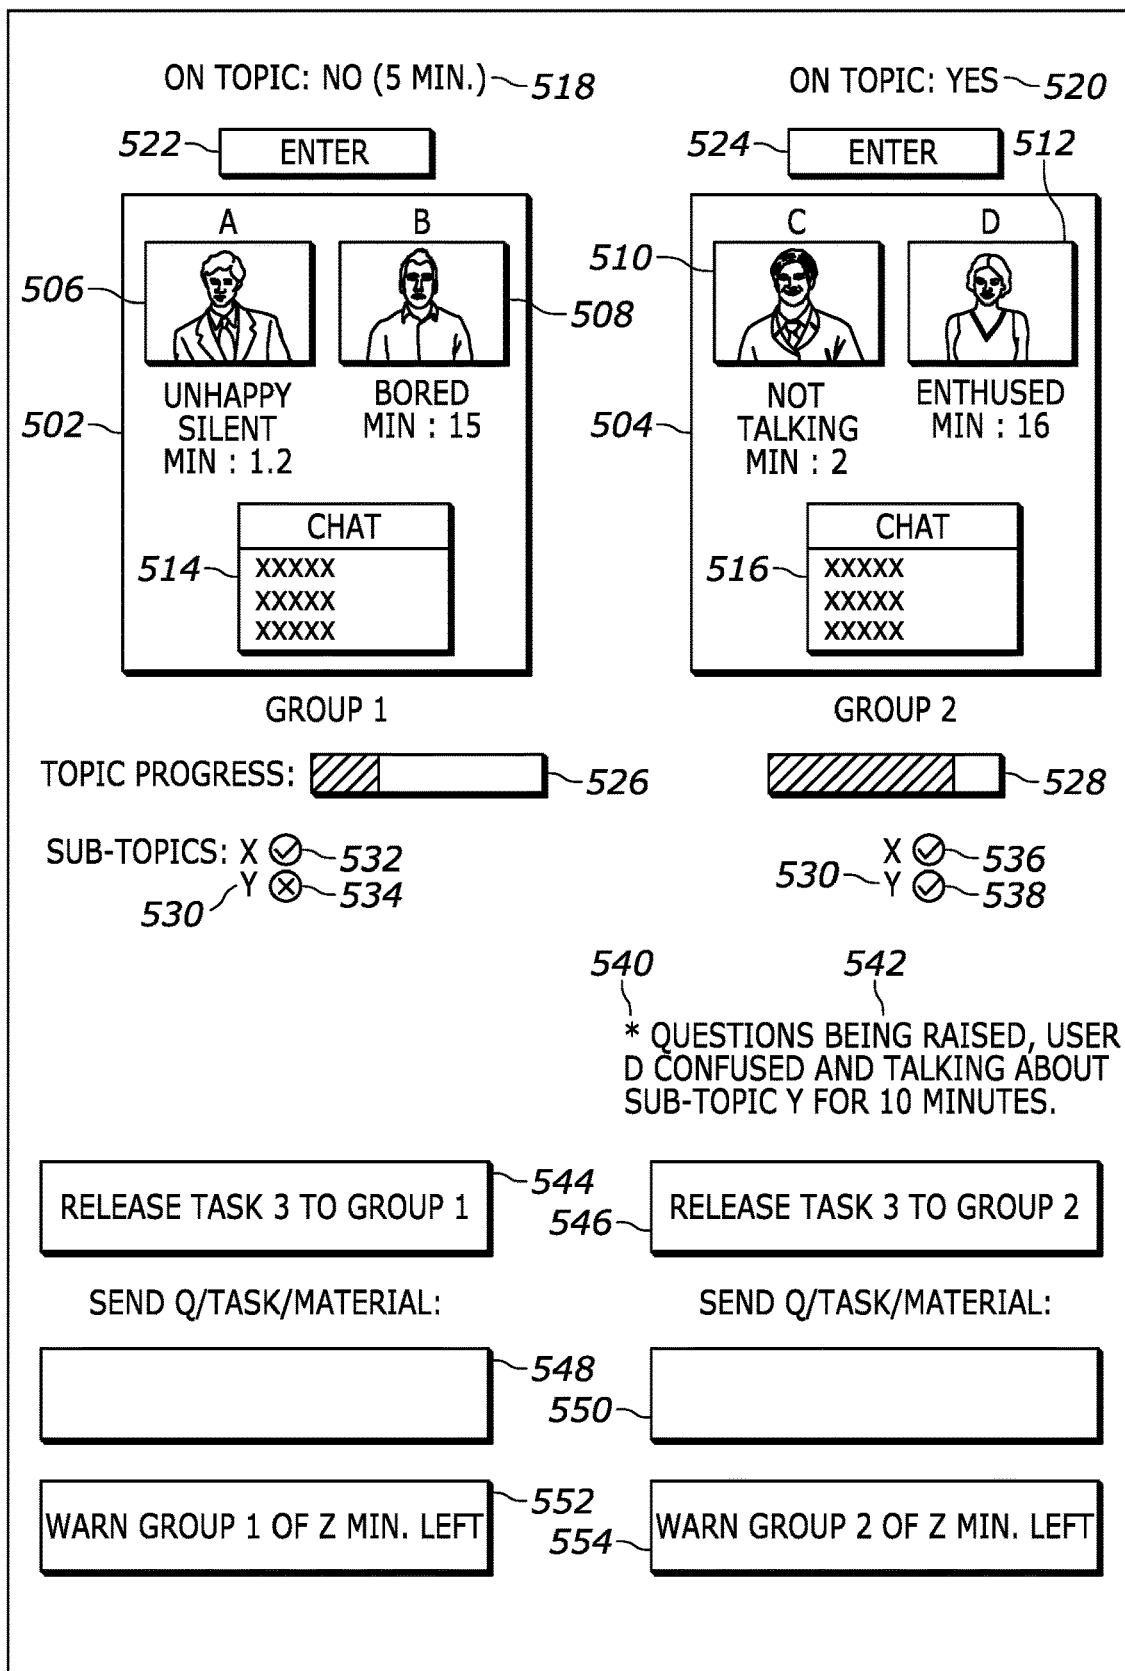 ON TOPIC: NO (5 MIN.) 518
ON TOPIC: YES 520
522 ENTER
524 ENTER 512
A B
C D
506 508
510
UNHAPPY
SILENT
MIN : 1.2
BORED
MIN : 15
502
NOT
TALKING
MIN : 2
ENTHUSED
MIN : 16
504
CHAT
514 XXXXX
XXXXX
XXXXX
CHAT
516 XXXXX
XXXXX
XXXXX
GROUP 1
GROUP 2
TOPIC PROGRESS: 526 528
SUB-TOPICS: X 532
530 Y 534
X 536
530 Y 538
540 542
* QUESTIONS BEING RAISED, USER
D CONFUSED AND TALKING ABOUT
SUB-TOPIC Y FOR 10 MINUTES.
RELEASE TASK 3 TO GROUP 1 544
546 RELEASE TASK 3 TO GROUP 2
SEND Q/TASK/MATERIAL:
SEND Q/TASK/MATERIAL:
548
550
WARN GROUP 1 OF Z MIN. LEFT 552
554 WARN GROUP 2 OF Z MIN. LEFT